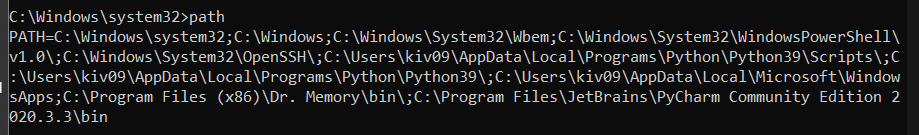 C:\Windows\system32>path
PATH=C:\Windows\system32;C:\Windows;C:\Windows\System32\Wbem;C:\Windows\System32\WindowsPowerShell\
v1.0\;C:\Windows\System32\OpenSSH\;C:\Users\kiv09\AppData\Local\Programs\Python\Python39\Scripts\;C
:\Users\kiv09\AppData\Local\Programs\Python\Python39\;C:\Users\kiv09\AppData\Local\Microsoft\Window
sApps;C:\Program Files (x86)\Dr. Memory\bin\;C:\Program Files\JetBrains\PyCharm Community Edition 2
020.3.3\bin